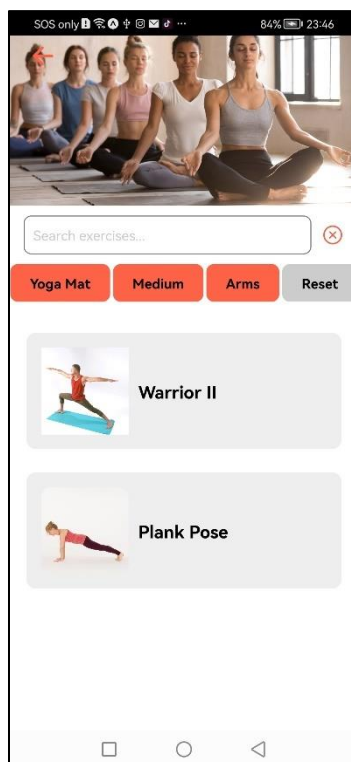 SOS only 84% 23:46
Search exercises...
Yoga Mat Medium Arms Reset
Warrior II
Plank Pose